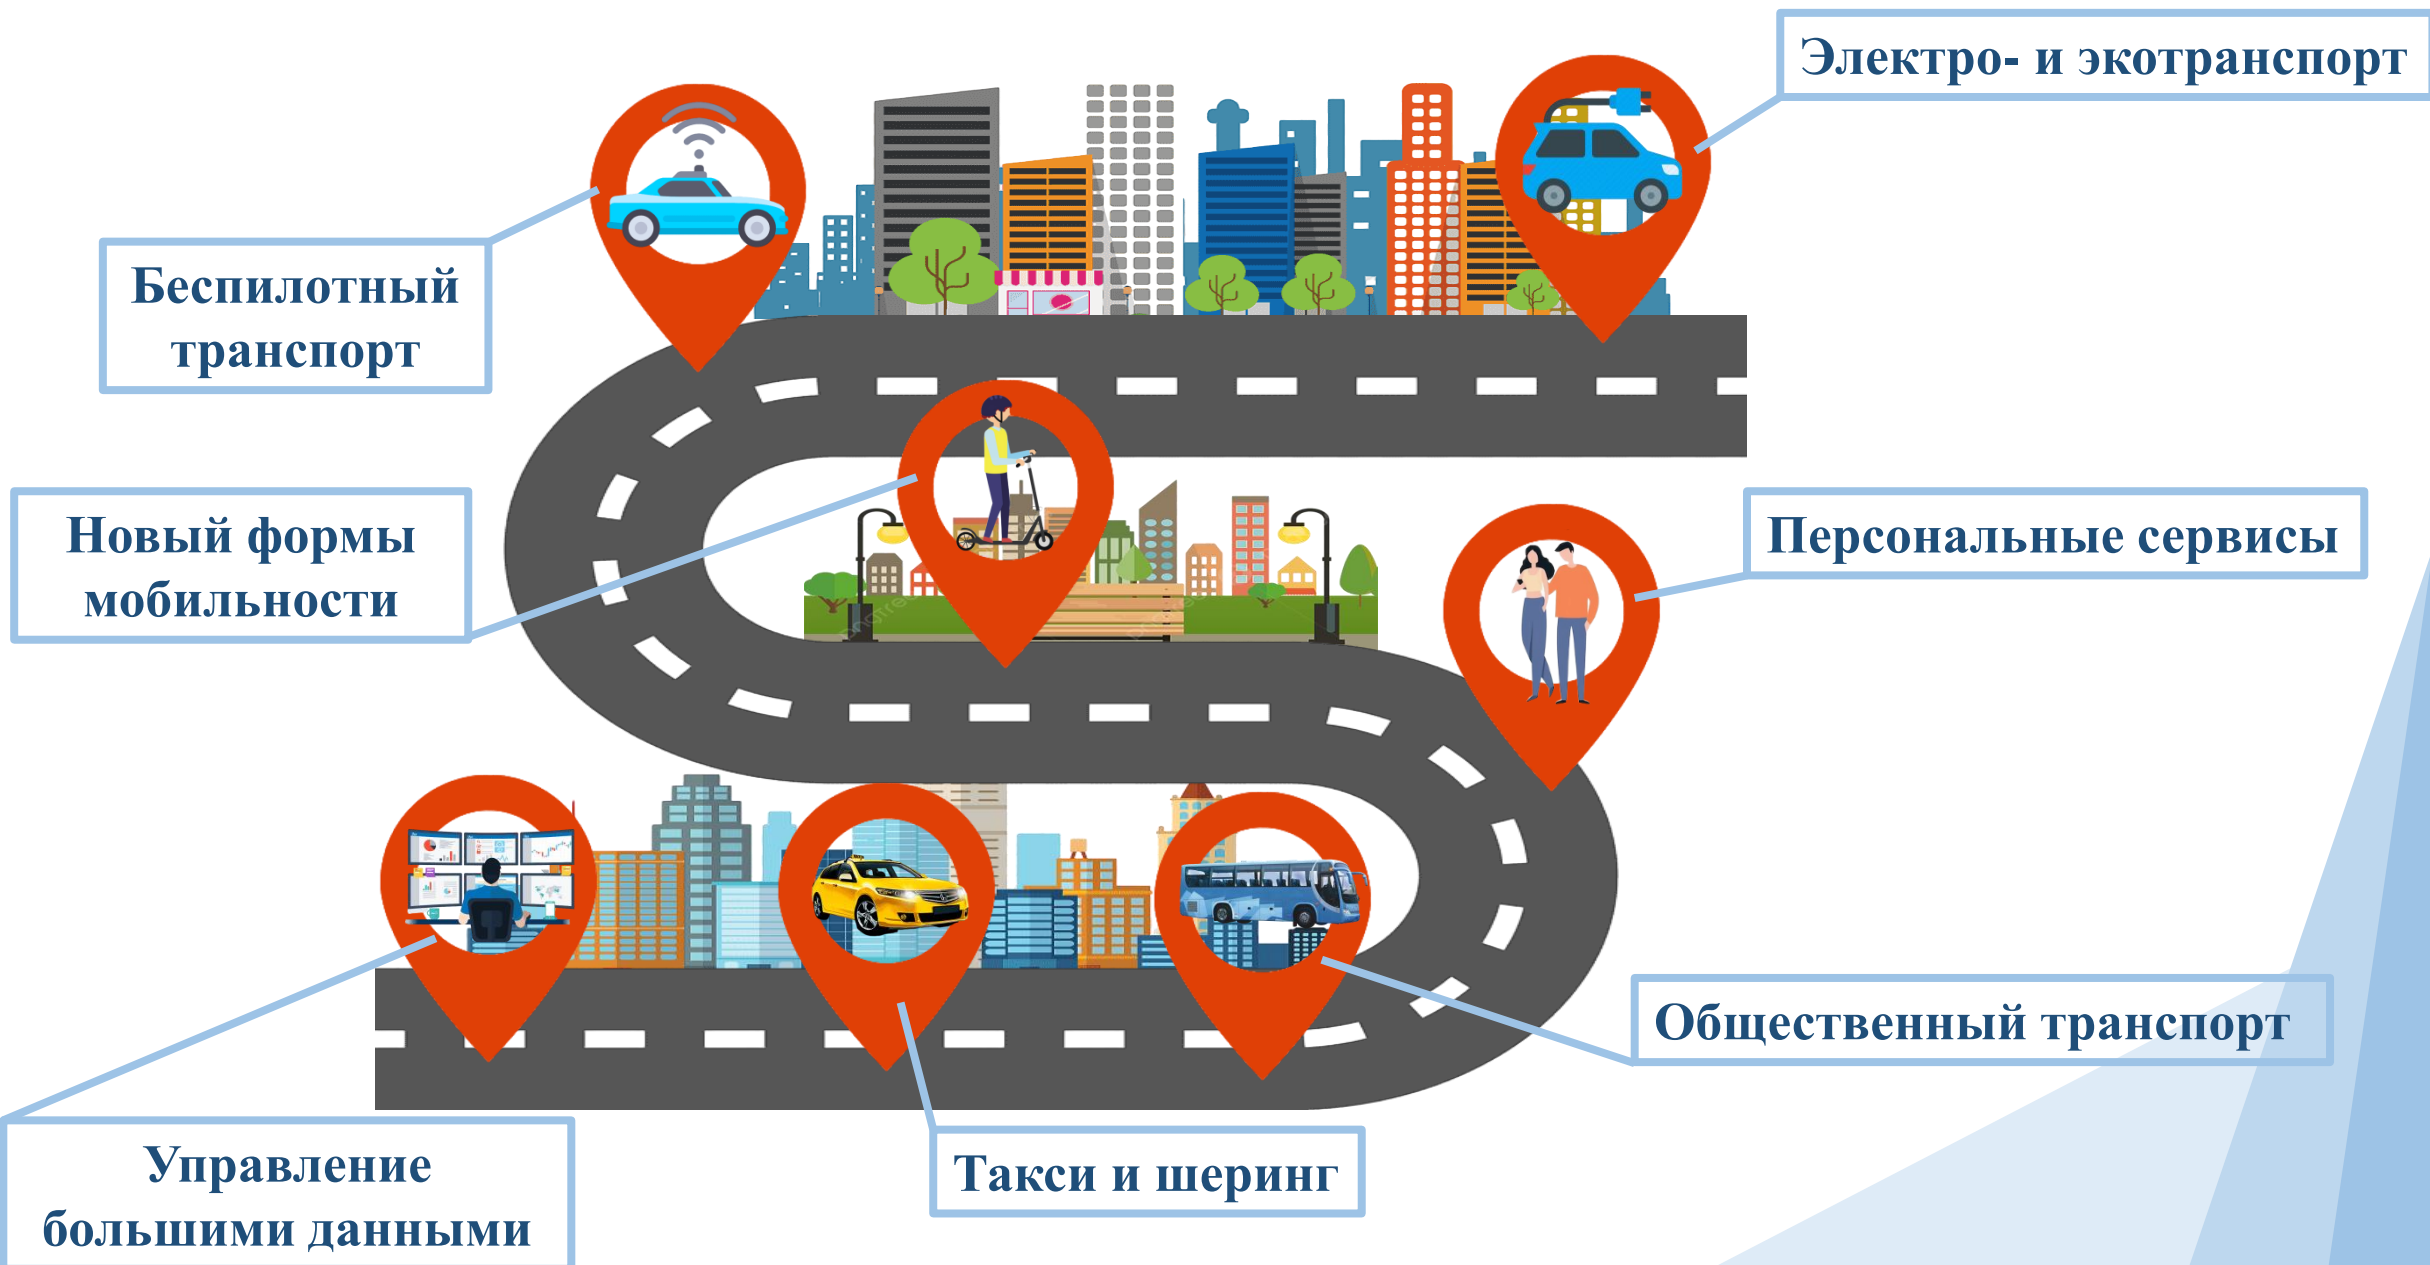 Электро- и экотранспорт
Беспилотный
транспорт
Новый формы
мобильности
Персональные сервисы
Общественный транспорт
Управление
большими данными
Такси и шеринг